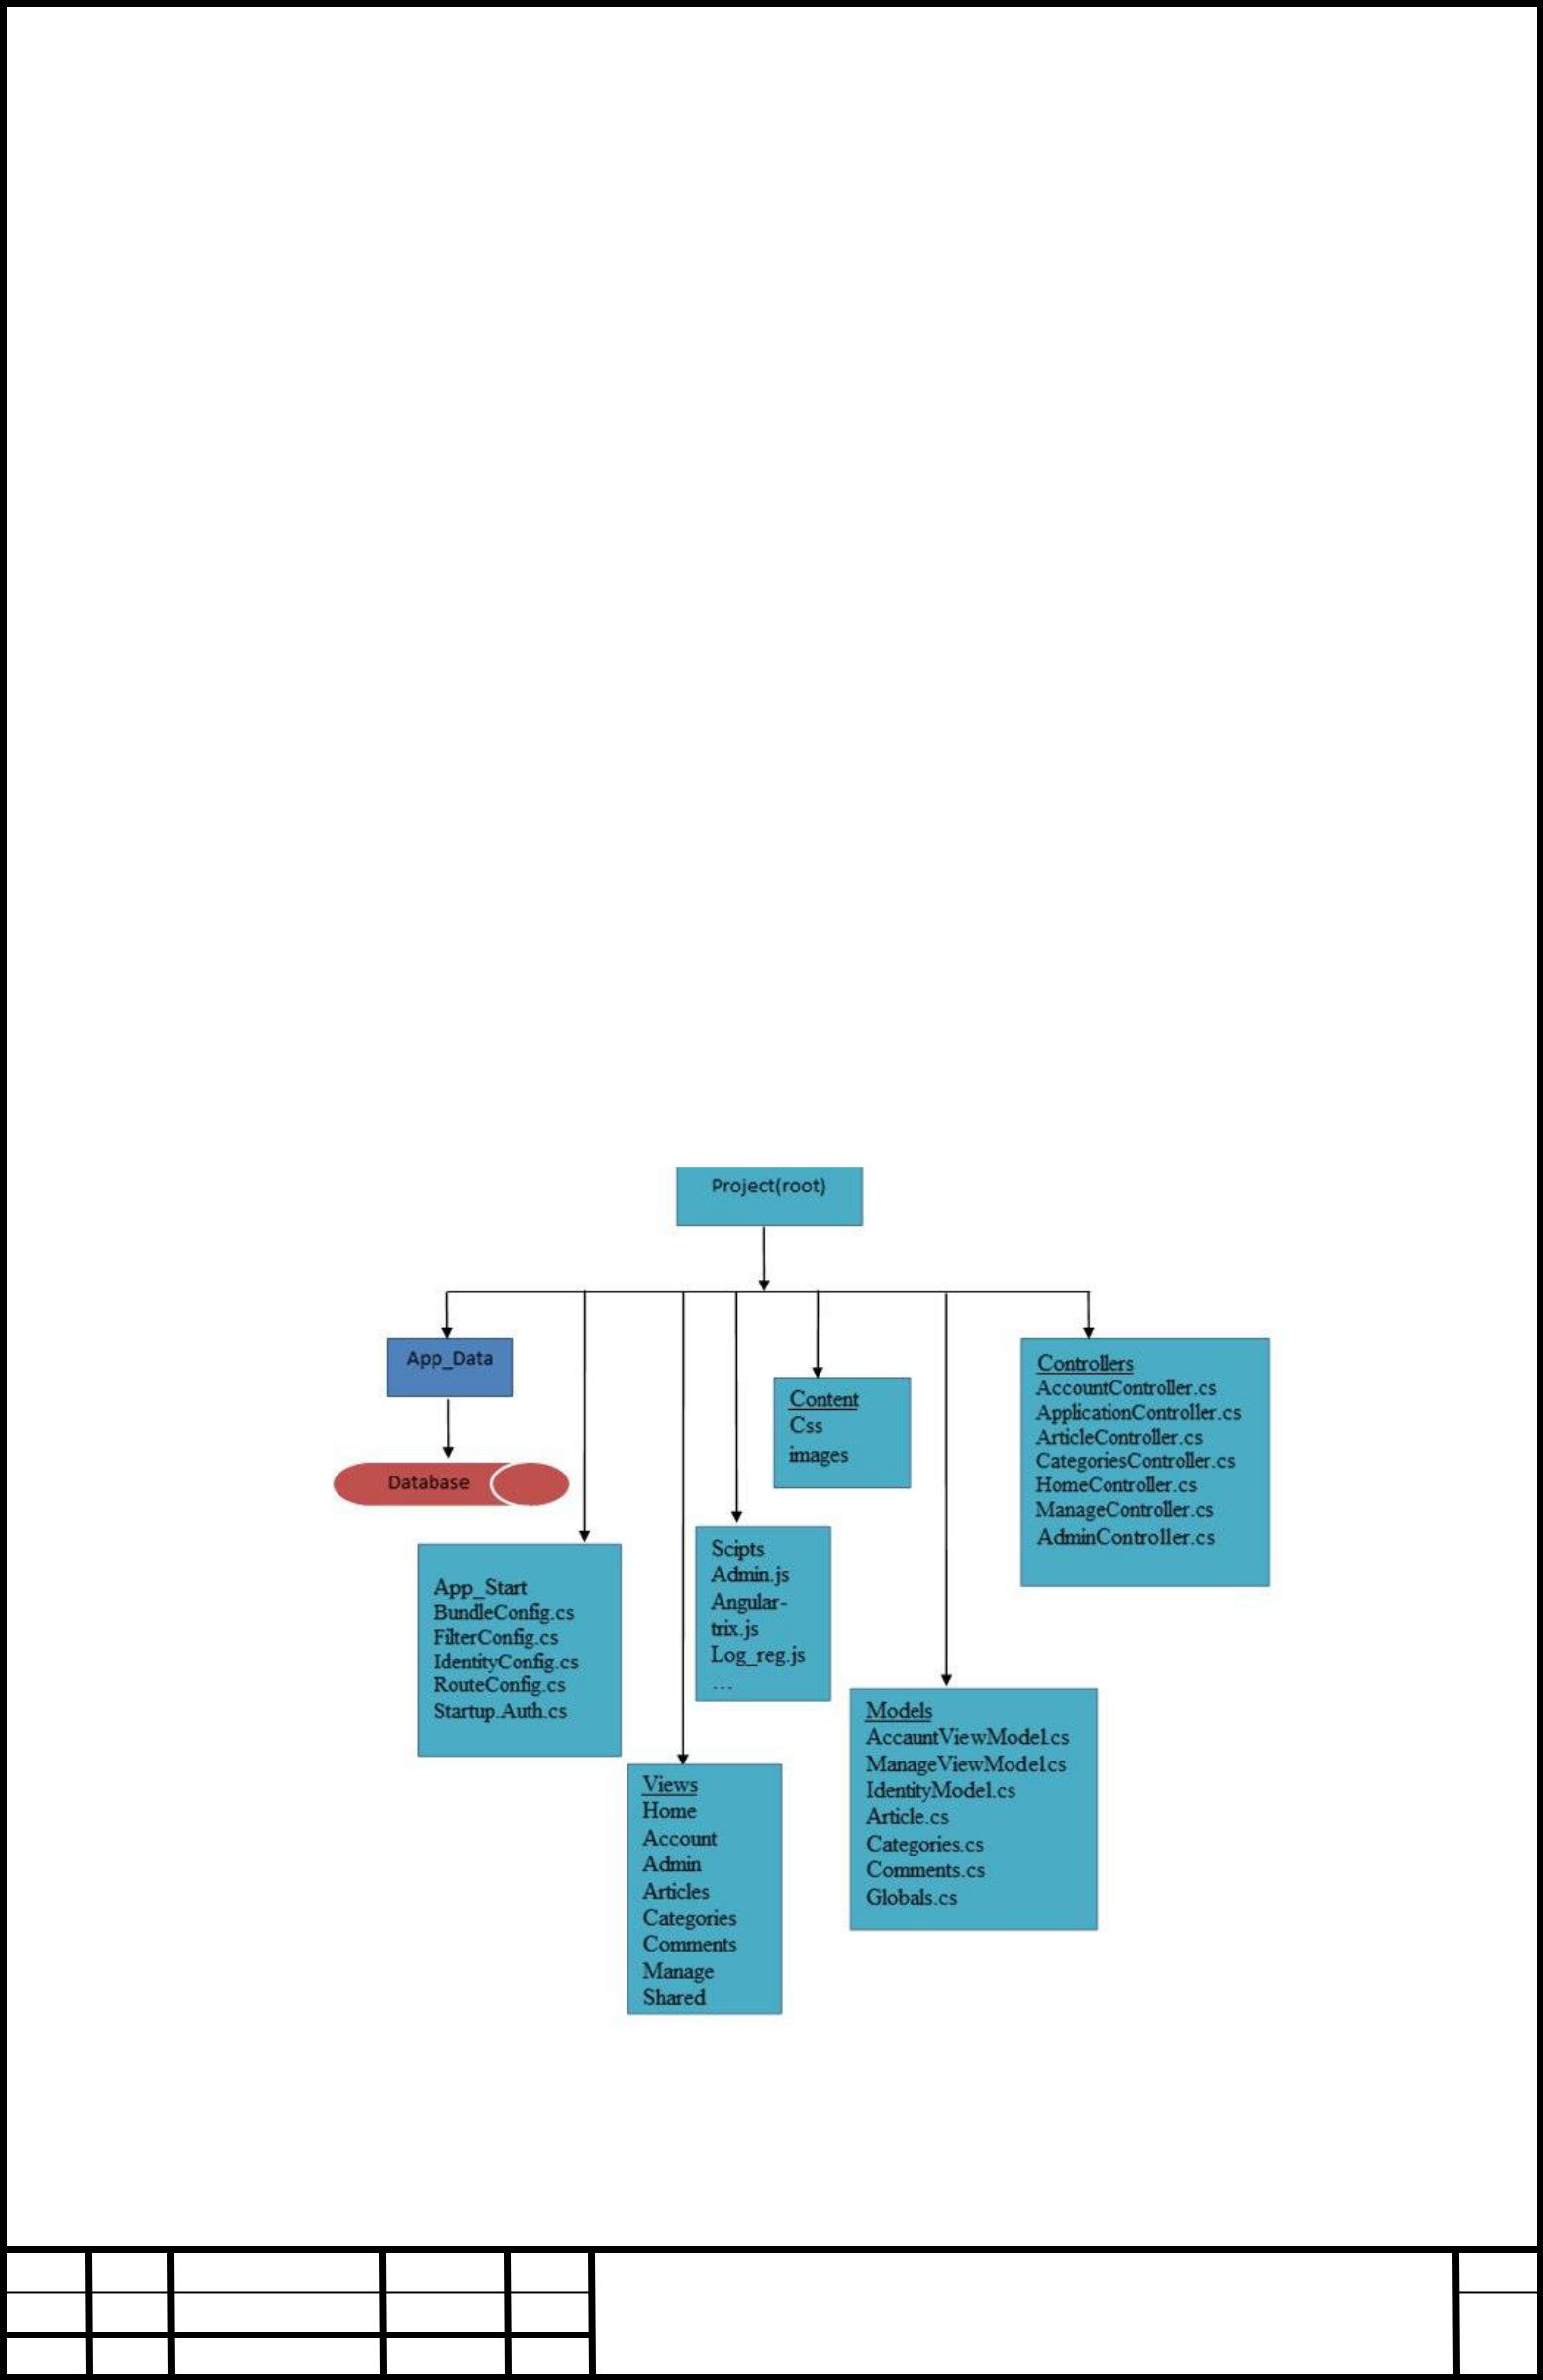 Project(root)
App_Data
Database
App_Start
BundleConfig.cs
FilterConfig.cs
IdentityConfig.cs
RouteConfig.cs
Startup.Auth.cs
Views
Home
Account
Admin
Articles
Categories
Comments
Manage
Shared
Scipts
Admin.js
Angular-
trix.js
Log_reg.js
...
Content
Css
images
Models
AccauntViewModel.cs
ManageViewModel.cs
IdentityModel.cs
Article.cs
Categories.cs
Comments.cs
Globals.cs
Controllers
AccountController.cs
ApplicationController.cs
ArticleController.cs
CategoriesController.cs
HomeController.cs
ManageController.cs
AdminController.cs